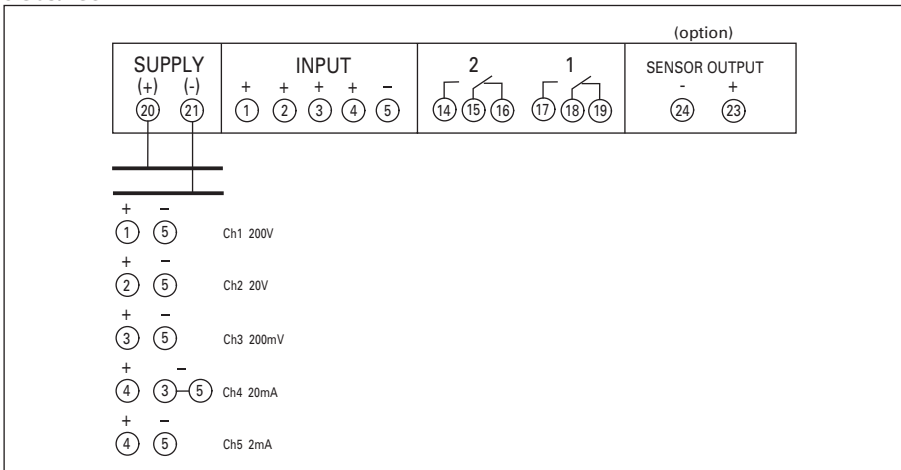 (option)
SUPPLY INPUT 2 1 SENSOR OUTPUT
(+) (-) + + + + – - +
20 21 1 2 3 4 5 14 15 16 17 18 19 24 23
+ –
1 5 Ch1 200V
+ –
2 5 Ch2 20V
+ –
3 5 Ch3 200mV
+ –
4 3 5 Ch4 20mA
+ –
4 5 Ch5 2mA